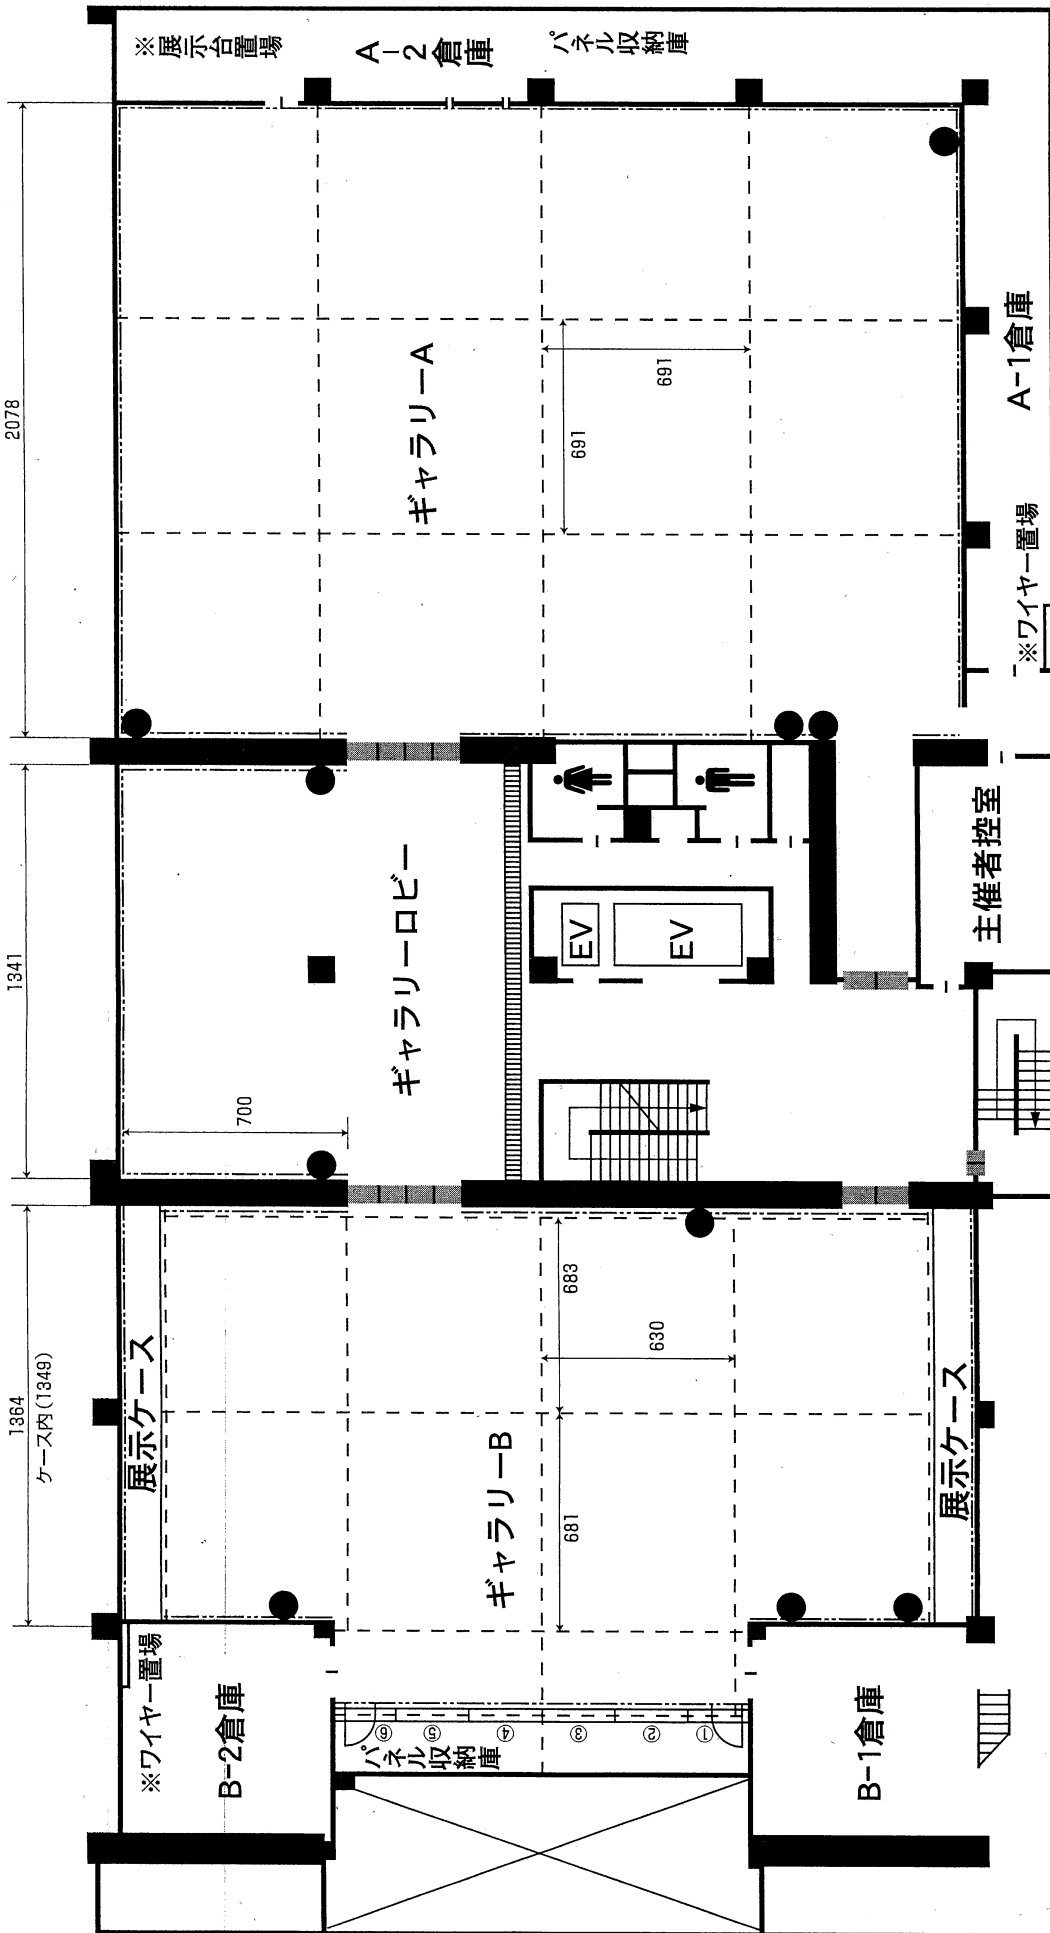 ※展示台置場
A-2倉庫
パネル収納庫
2078
ギャラリーA
691
691
A-1倉庫
※ワイヤー置場
1341
ギャラリーロビー
700
EV
EV
主催者控室
1364
ケース内(1349)
展示ケース
683
630
681
ギャラリーB
展示ケース
※ワイヤー置場
B-2倉庫
パネル収納庫
⑥
⑤
④
③
②
①
B-1倉庫